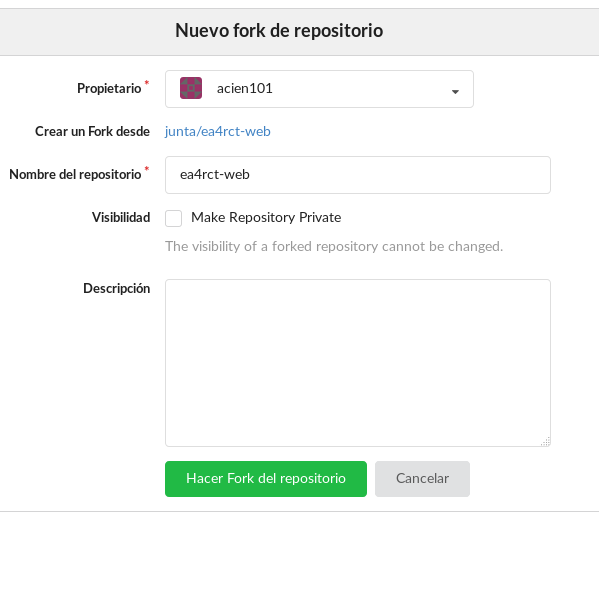 Nuevo fork de repositorio
Propietario * acien101
Crear un Fork desde junta/ea4rct-web
Nombre del repositorio * ea4rct-web
Visibilidad Make Repository Private
The visibility of a forked repository cannot be changed.
Descripción
Hacer Fork del repositorio Cancelar